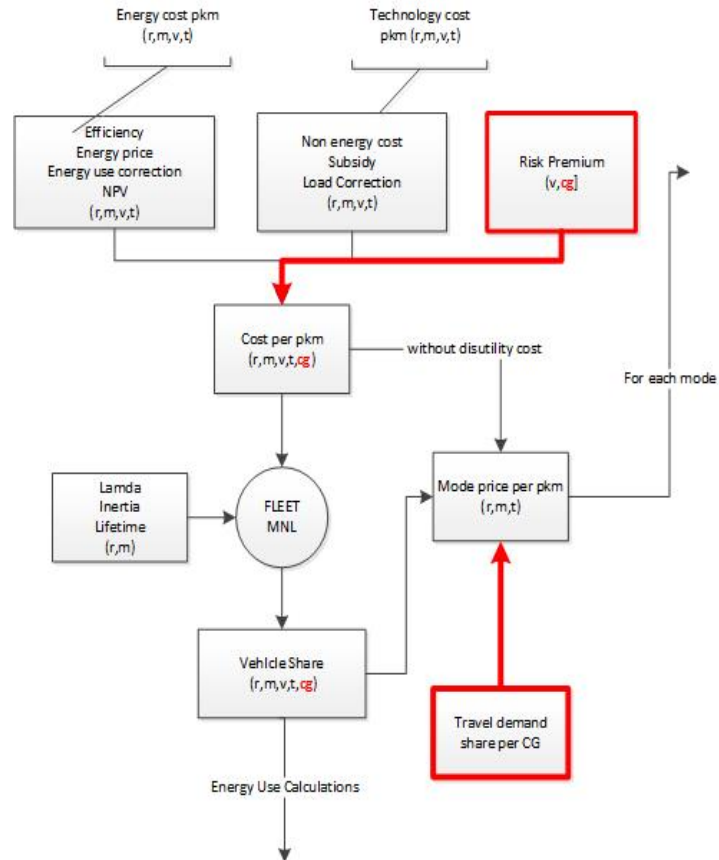 Energy cost pkm
(r,m,v,t)
Technology cost
pkm (r,m,v,t)
Efficiency
Energy price
Energy use correction
NPV
(r,m,v,t)
Non energy cost
Subsidy
Load Correction
(r,m,v,t)
Risk Premium
(v,cg]
Cost per pkm
(r,m,v,t,cg)
without disutility cost
For each mode
Lamda
Inertia
Lifetime
(r,m)
FLEET
MNL
Mode price per pkm
(r,m,t)
Vehicle Share
(r,m,v,t,cg)
Travel demand
share per CG
Energy Use Calculations